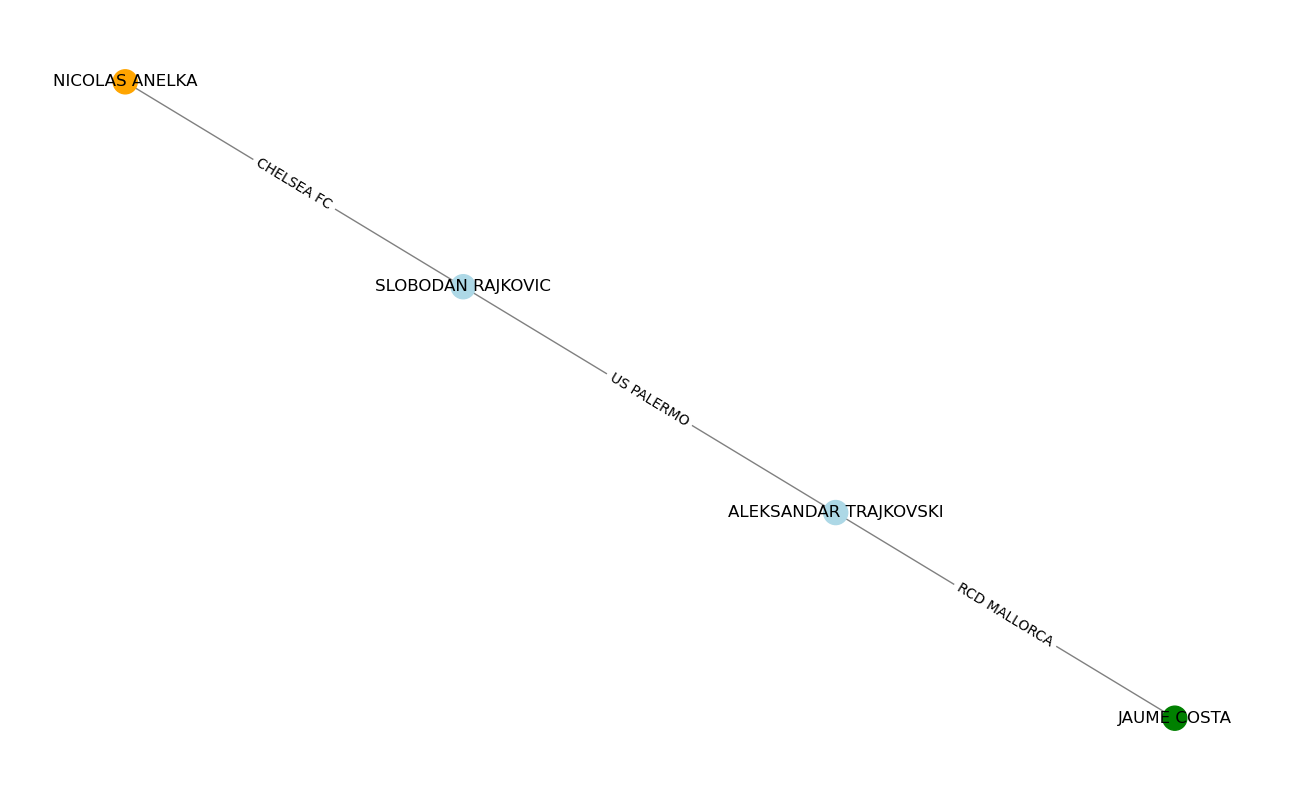 NICOLAS ANELKA
CHELSEA FC
SLOBODAN RAJKOVIC
US PALERMO
ALEKSANDAR TRAJKOVSKI
RCD MALLORCA
JAUME COSTA